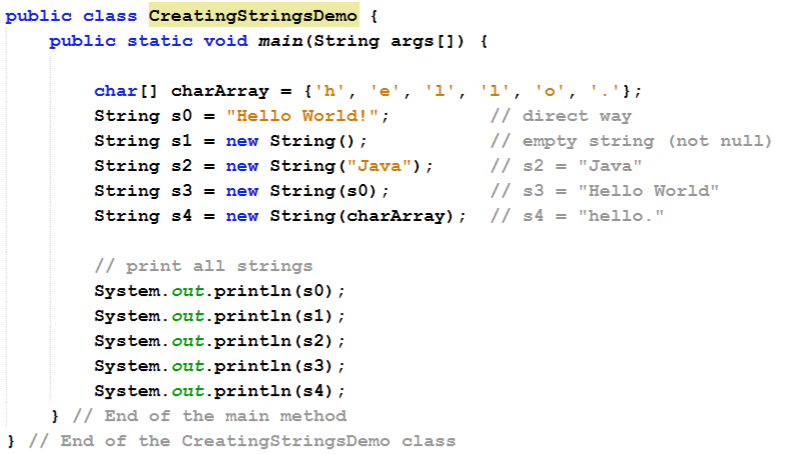 public class CreatingStringsDemo {
    public static void main(String args[]) {
        char[] charArray = {'h', 'e', 'l', 'l', 'o', '.'};
        String s0 = "Hello World!";         // direct way
        String s1 = new String();           // empty string (not null)
        String s2 = new String("Java");     // s2 = "Java"
        String s3 = new String(s0);         // s3 = "Hello World"
        String s4 = new String(charArray);  // s4 = "hello."
        // print all strings
        System.out.println(s0);
        System.out.println(s1);
        System.out.println(s2);
        System.out.println(s3);
        System.out.println(s4);
    } // End of the main method
} // End of the CreatingStringsDemo class